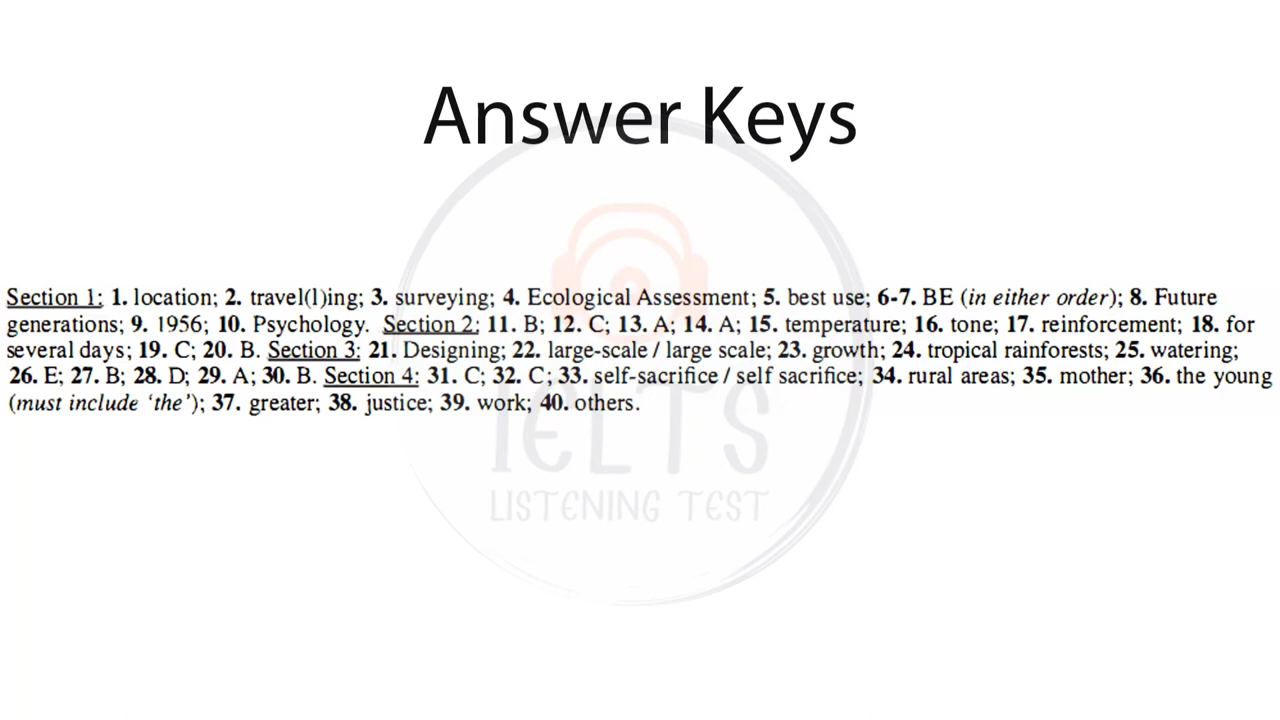 Answer Keys
Section 1: 1. location; 2. travel(l)ing; 3. surveying; 4. Ecological Assessment; 5. best use; 6-7. BE (in either order); 8. Future
generations; 9. 1956; 10. Psychology. Section 2: 11. B; 12. C; 13. A; 14. A; 15. temperature; 16. tone; 17. reinforcement; 18. for
several days; 19. C; 20. B. Section 3: 21. Designing; 22. large-scale / large scale; 23. growth; 24. tropical rainforests; 25. watering;
26. E; 27. B; 28. D; 29. A; 30. B. Section 4: 31. C; 32. C; 33. self-sacrifice / self sacrifice; 34. rural areas; 35. mother; 36. the young
(must include ‘the’); 37. greater; 38. justice; 39. work; 40. others.
IELTS
LISTENING TEST